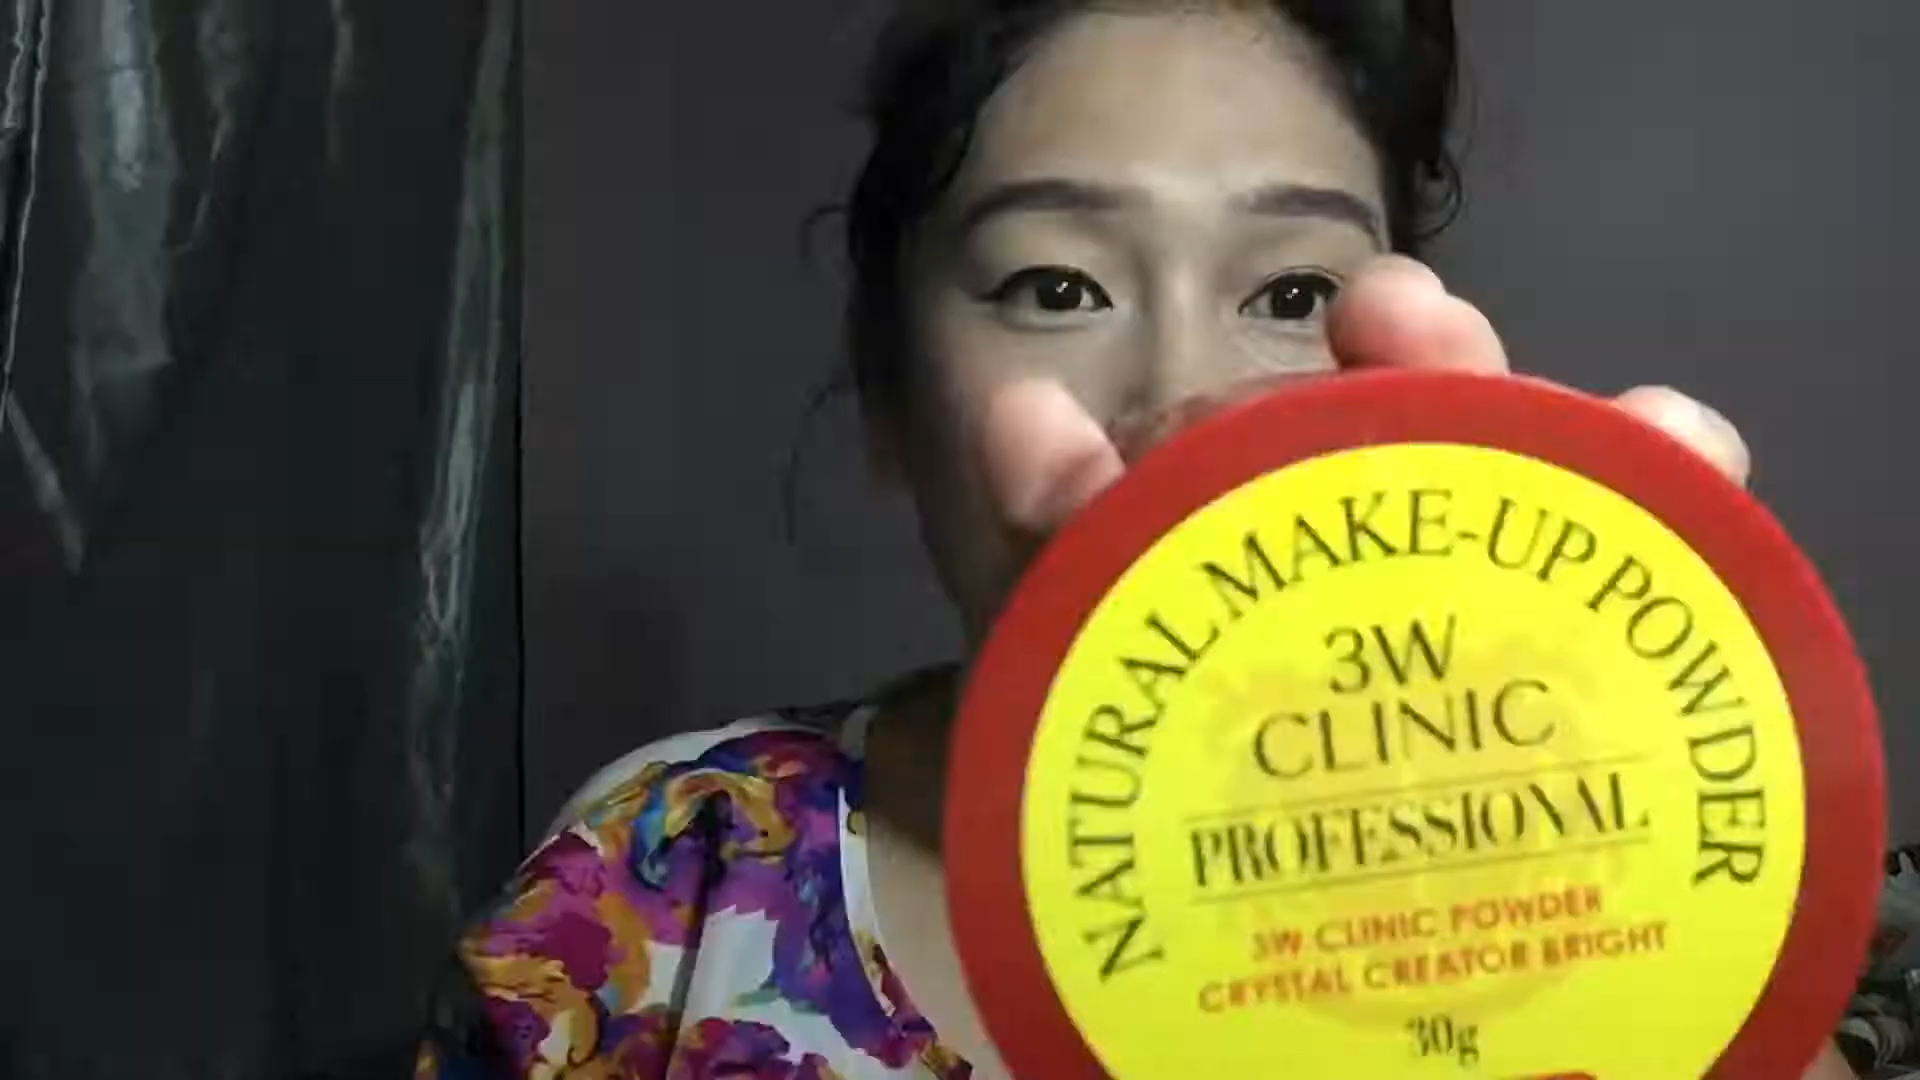 NATURAL MAKE-UP POWDER
3W
CLINIC
PROFESSIONAL
3W CLINIC POWDER
CRYSTAL CREATOR BRIGHT
30g